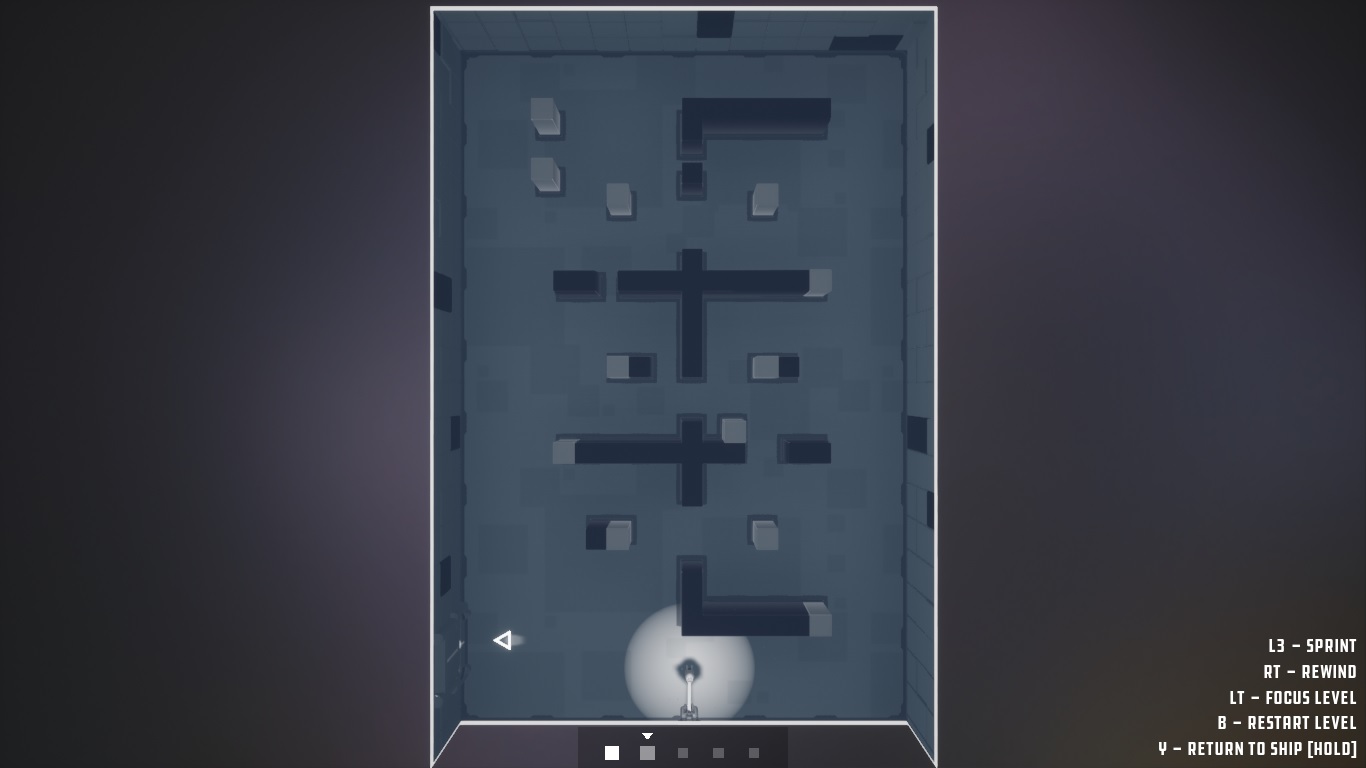 L3 – SPRINT
RT – REWIND
LT – FOCUS LEVEL
B – RESTART LEVEL
Y – RETURN TO SHIP [HOLD]